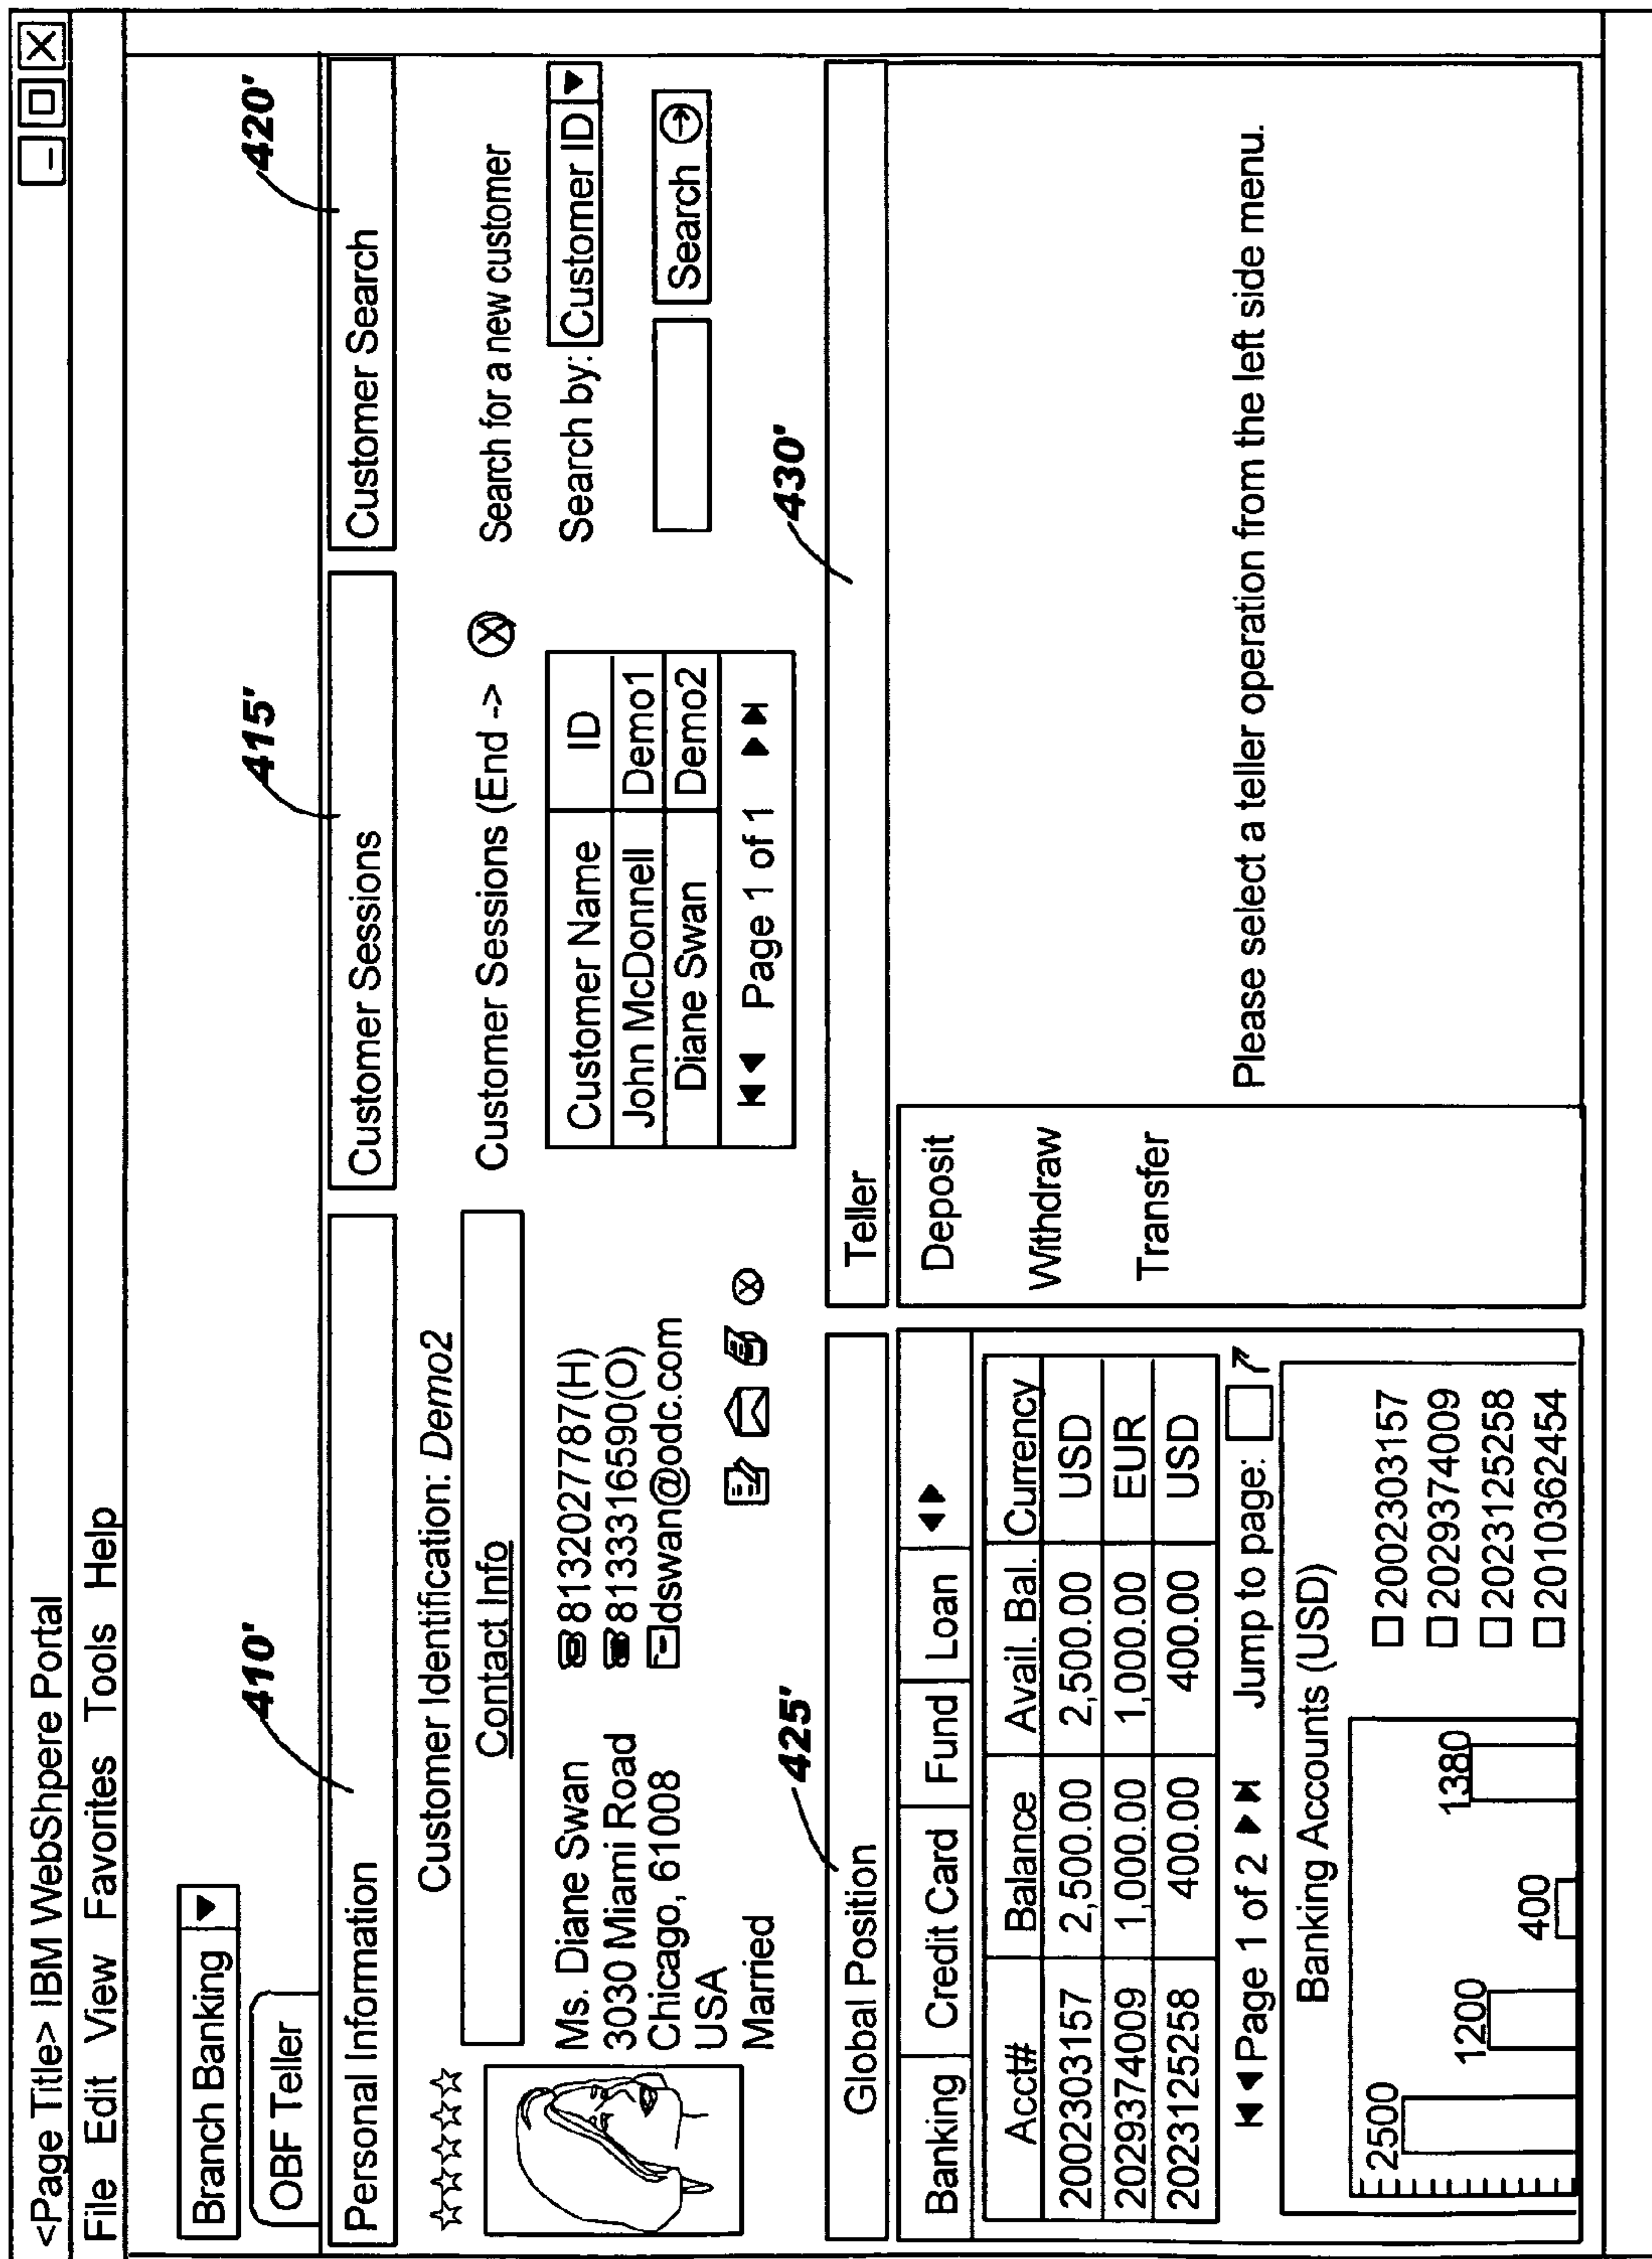 <Page Title> IBM WebShpere Portal
File Edit View Favorites Tools Help
Branch Banking
OBF Teller
410'
415'
420'
Personal Information
Customer Identification: Demo2
Contact Info
Ms. Diane Swan
3030 Miami Road
Chicago, 61008
USA
Married
8132027787(H)
8133316590(O)
dswan@odc.com
Customer Sessions
Customer Sessions (End ->
Customer Name ID
John McDonnell Demo1
Diane Swan Demo2
Page 1 of 1
Customer Search
Search for a new customer
Search by: Customer ID
Search
425'
Global Position
Banking Credit Card Fund Loan
Acct# Balance Avail. Bal. Currency
2002303157 2,500.00 2,500.00 USD
2029374009 1,000.00 1,000.00 EUR
2023125258 400.00 400.00 USD
Page 1 of 2 Jump to page:
Banking Accounts (USD)
2500
1200
400
1380
2002303157
2029374009
2023125258
2010362454
430'
Teller
Deposit
Withdraw
Transfer
Please select a teller operation from the left side menu.